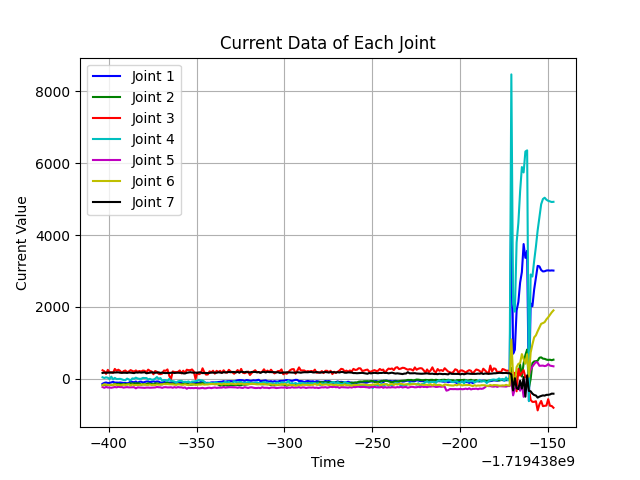 Current Data of Each Joint
Joint 1
Joint 2
Joint 3
Joint 4
Joint 5
Joint 6
Joint 7
8000
6000
4000
2000
0
Current Value
−400
−350
−300
−250
−200
−150
Time
−1.719438e9